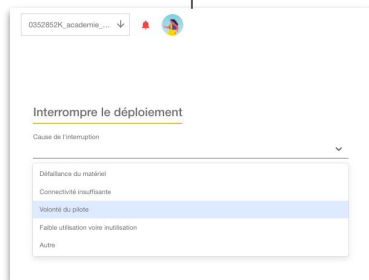 0352852K_academie_...
Interrompre le déploiement
Cause de l'interruption
Défaillance du matériel
Connectivité insuffisante
Volonté du pilote
Faible utilisation voire inutilisation
Autre